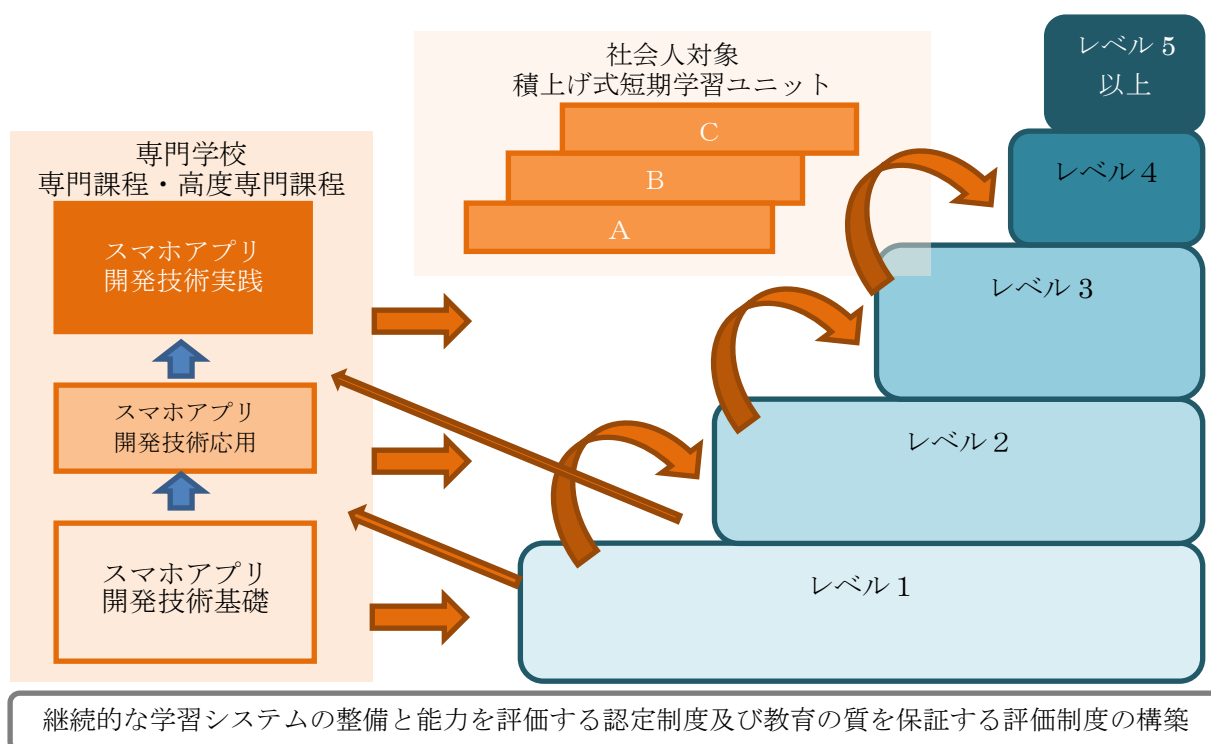 専門学校
専門課程・高度専門課程
スマホアプリ
開発技術実践
スマホアプリ
開発技術応用
スマホアプリ
開発技術基礎
社会人対象
積上げ式短期学習ユニット
C
B
A
レベル 5
以上
レベル 4
レベル 3
レベル 2
レベル 1
継続的な学習システムの整備と能力を評価する認定制度及び教育の質を保証する評価制度の構築